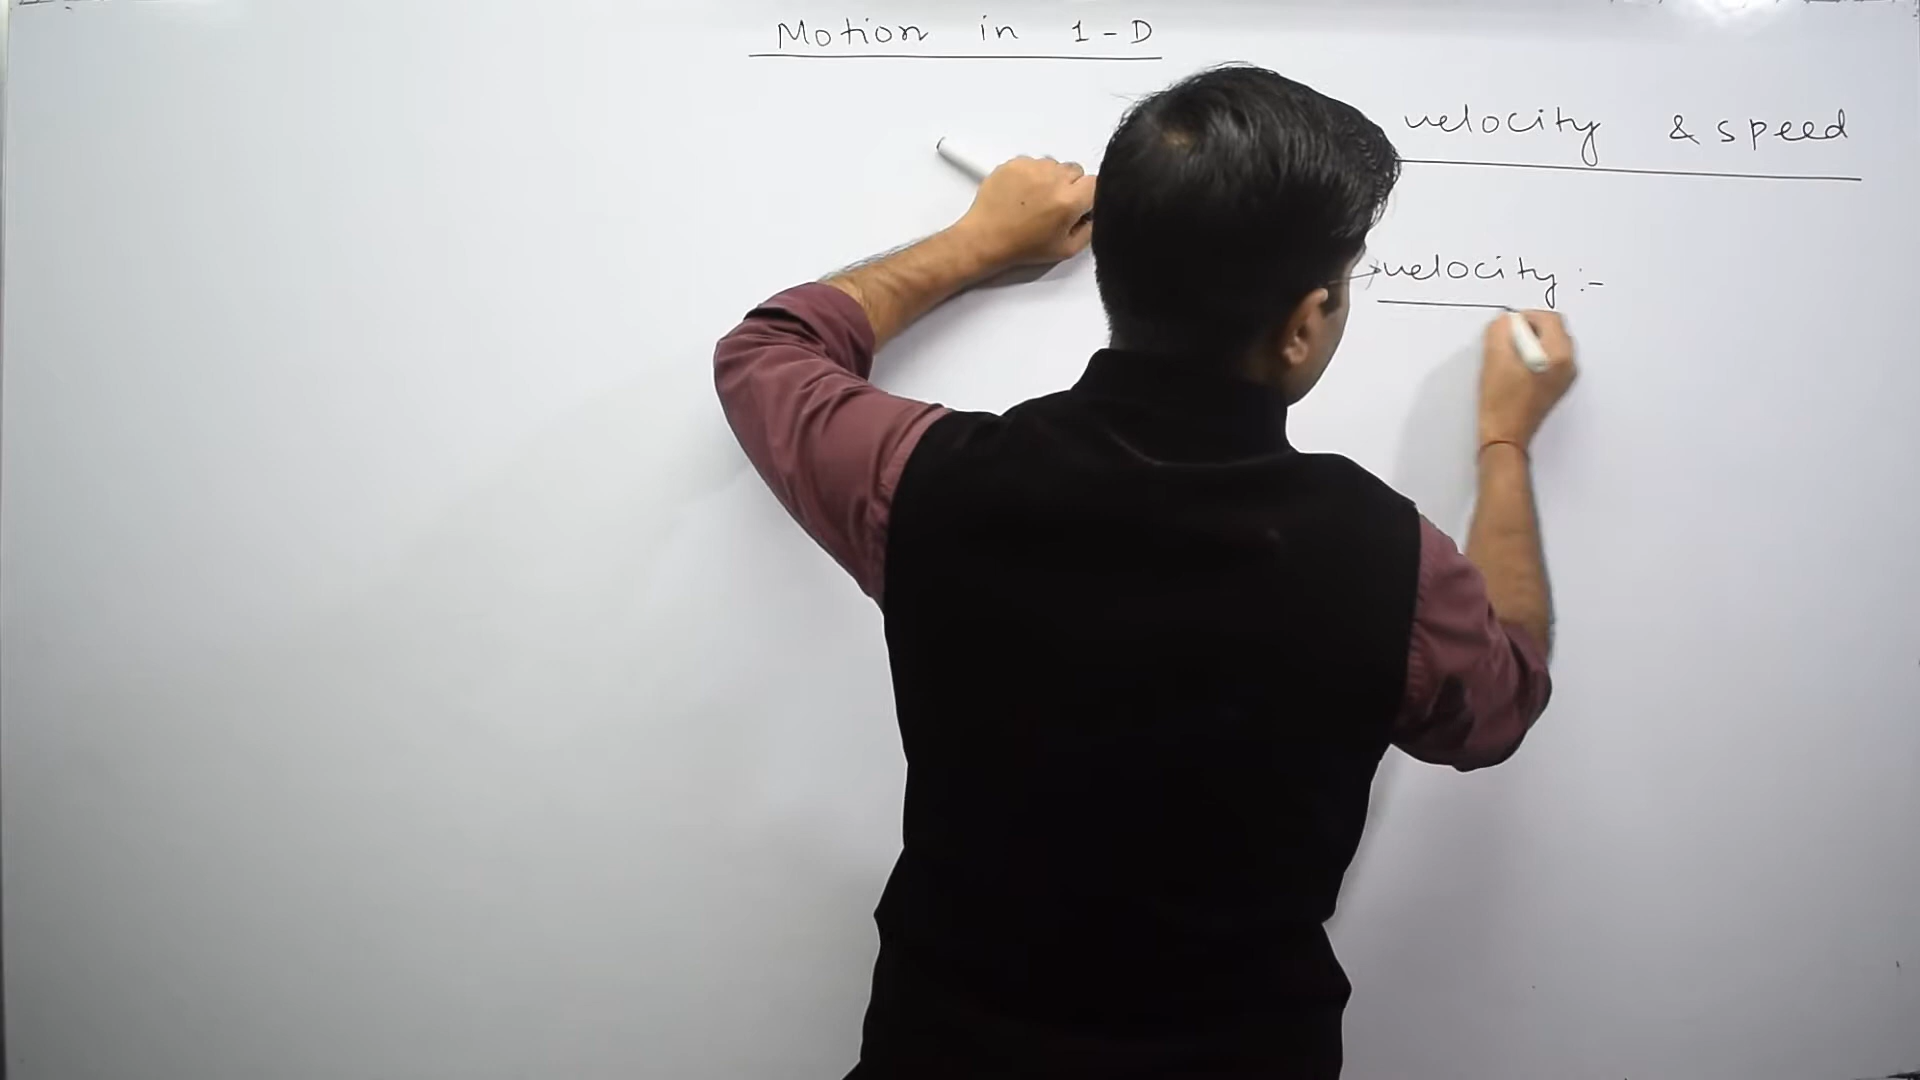 Motion in 1-D
velocity & speed
→velocity :-